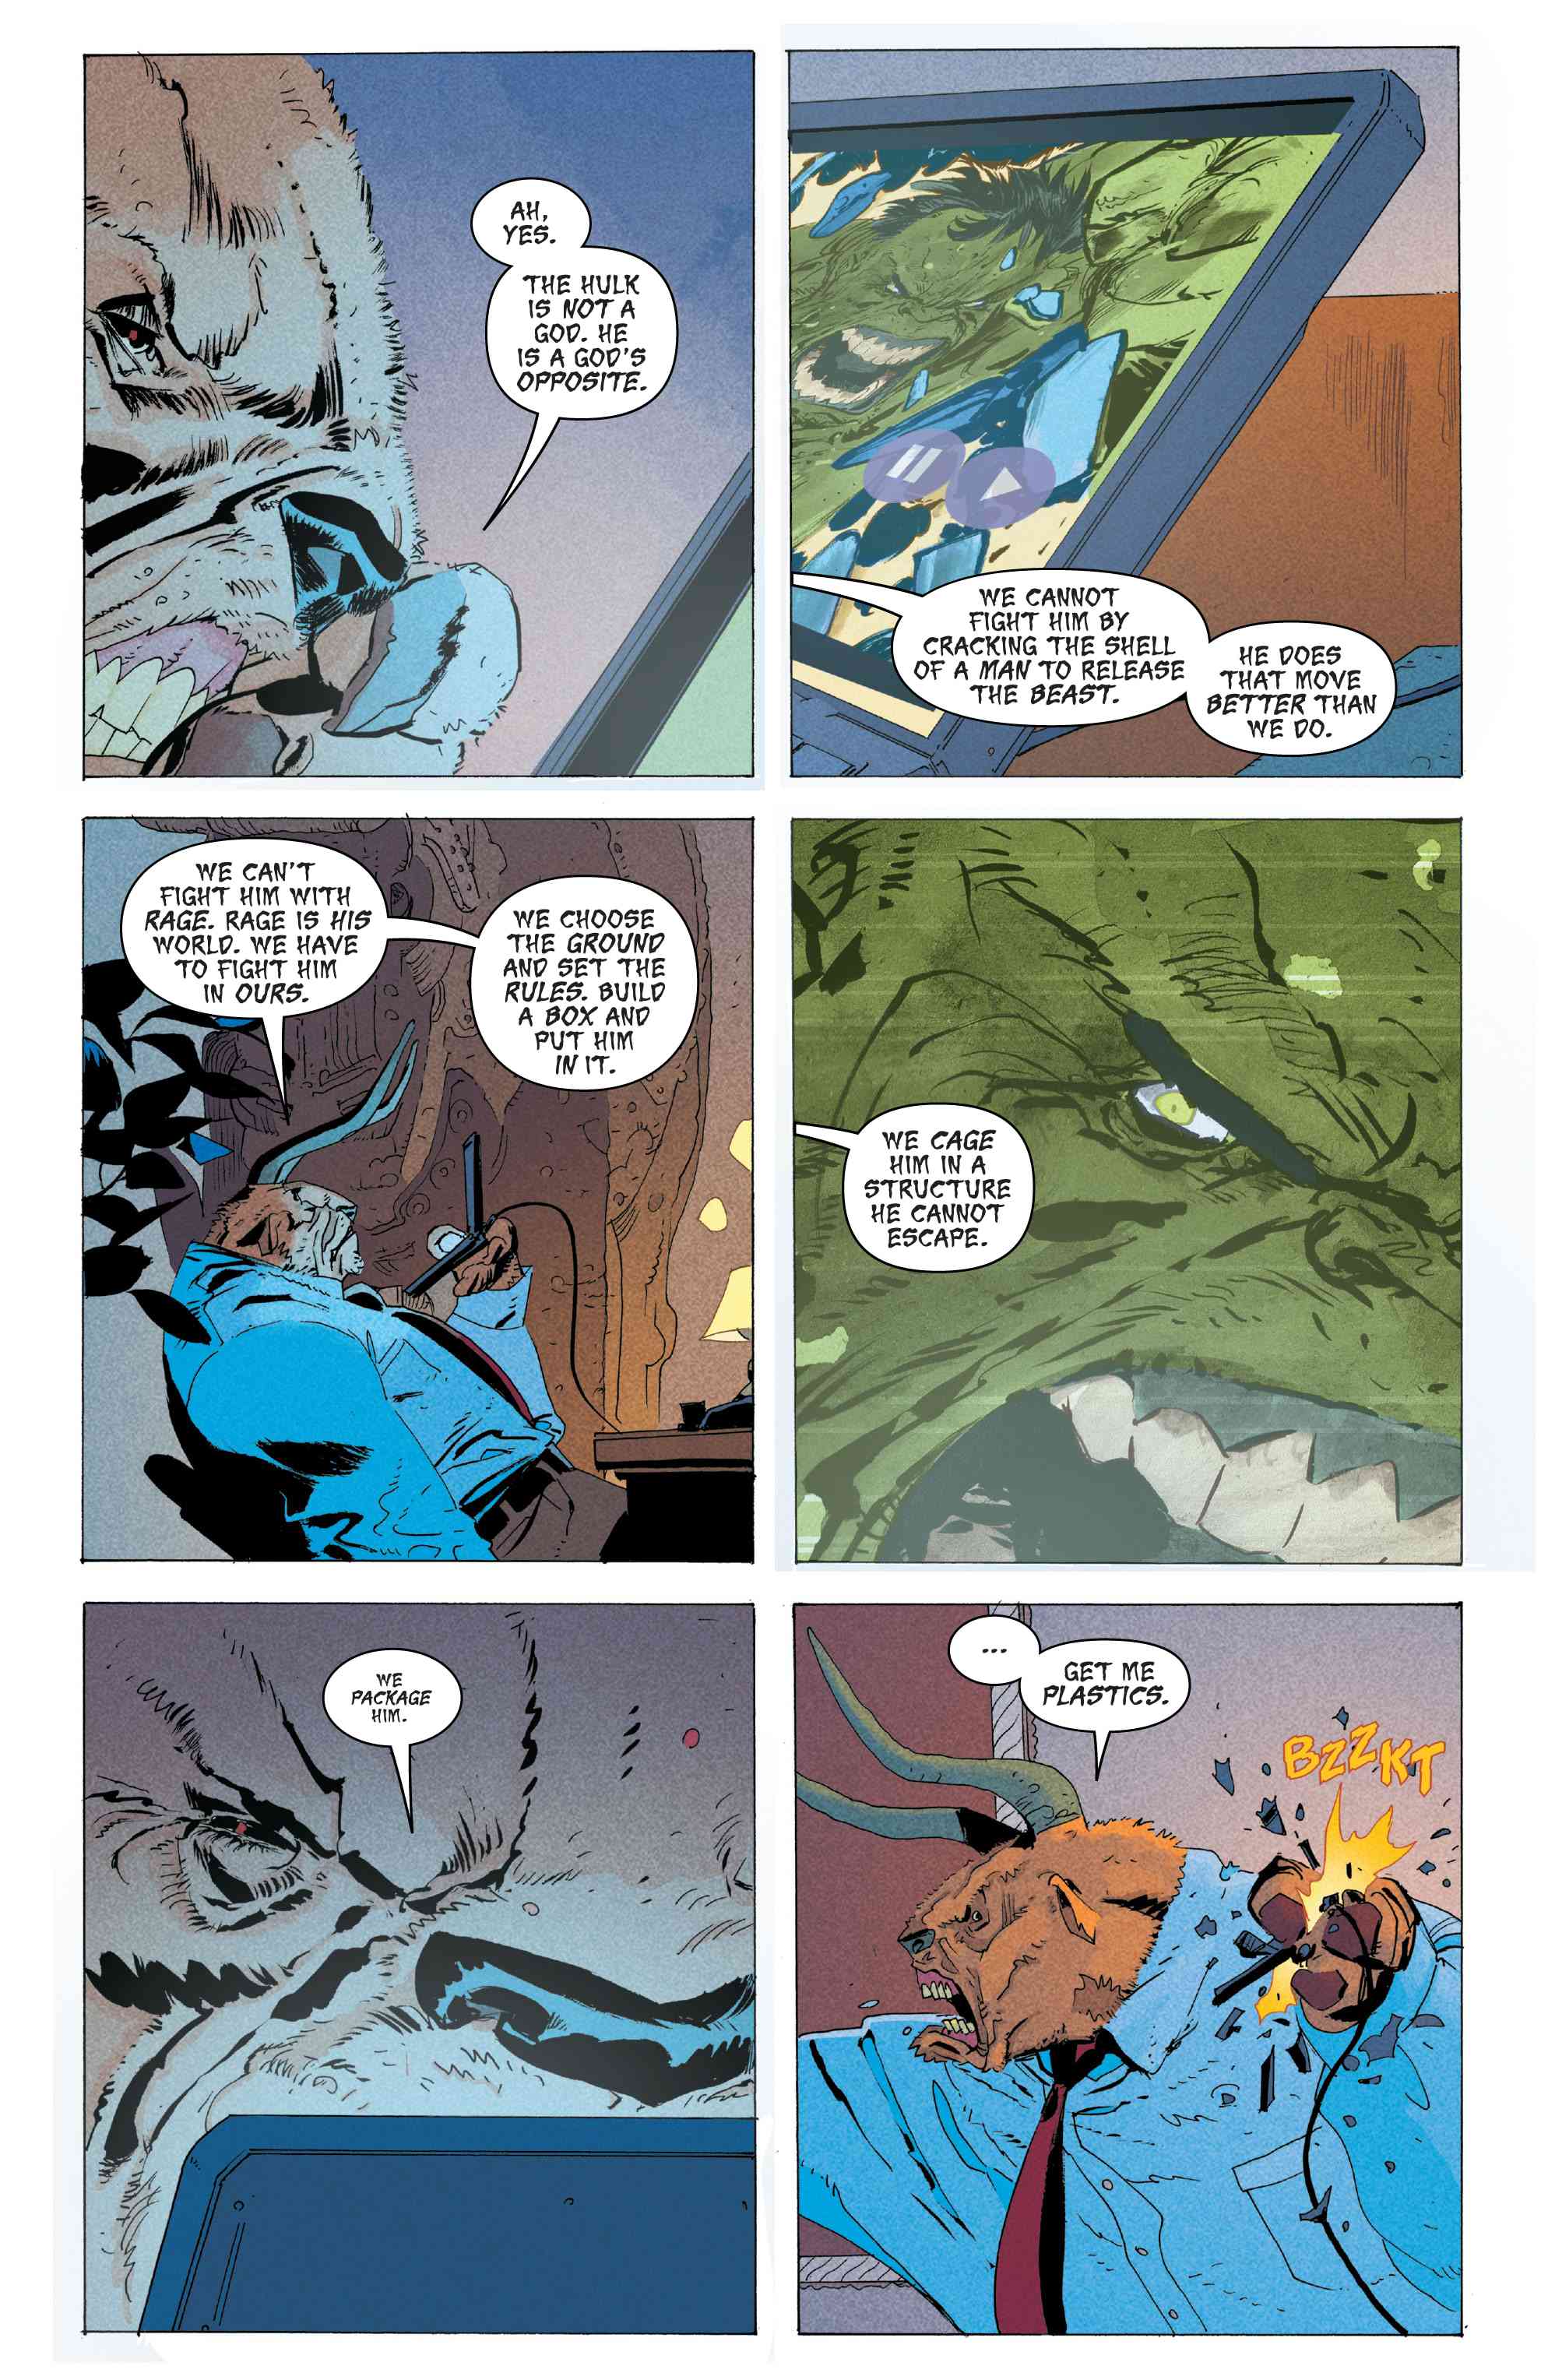 AH,
YES.
THE HULK
IS NOT A
GOD. HE
IS A GOD'S
OPPOSITE.
WE CANNOT
FIGHT HIM BY
CRACKING THE SHELL
OF A MAN TO RELEASE
THE BEAST.
HE DOES
THAT MOVE
BETTER THAN
WE DO.
WE CAN'T
FIGHT HIM WITH
RAGE. RAGE IS HIS
WORLD. WE HAVE
TO FIGHT HIM
IN OURS.
WE CHOOSE
THE GROUND
AND SET THE
RULES. BUILD
A BOX AND
PUT HIM
IN IT.
WE CAGE
HIM IN A
STRUCTURE
HE CANNOT
ESCAPE.
WE
PACKAGE
HIM.
...
GET ME
PLASTICS.
BZZKT